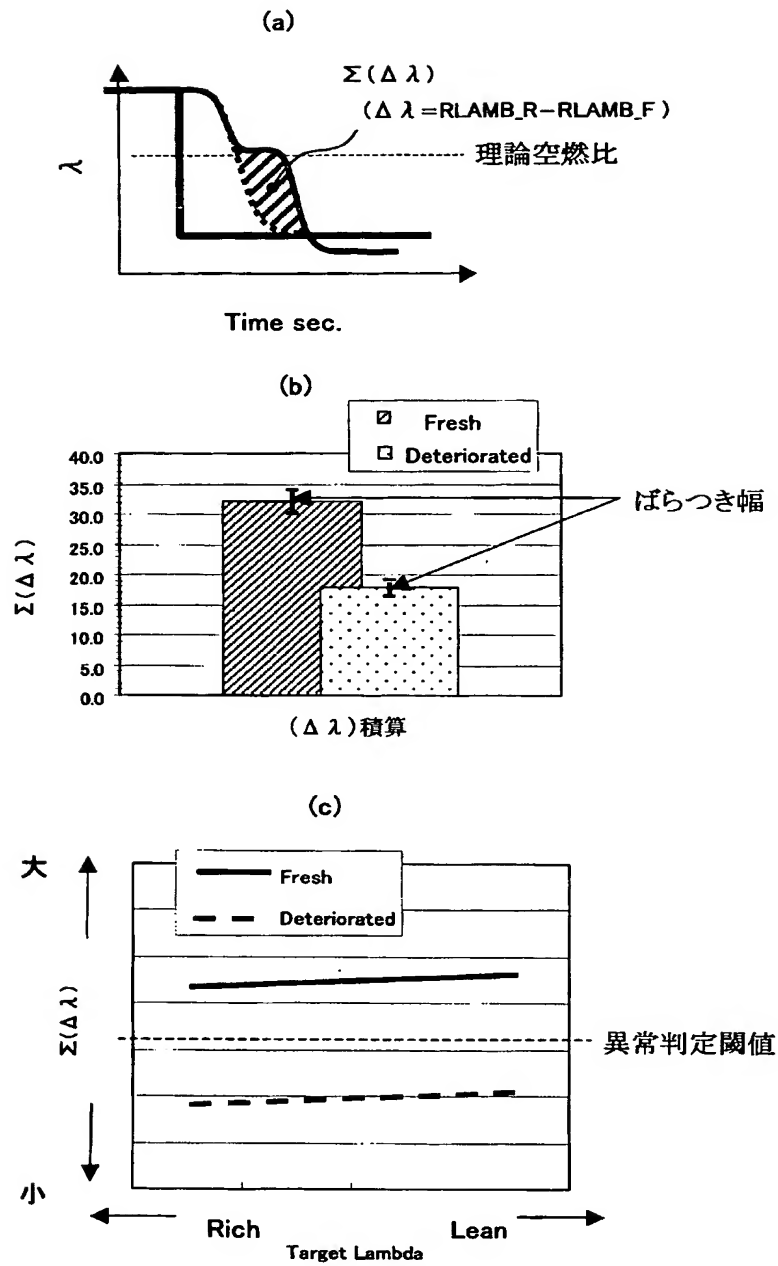 (a)
Σ(Δλ)
(Δλ=RLAMB_R−RLAMB_F)
理論空燃比
λ
Time sec.
(b)
Fresh
Deteriorated
40.0
35.0
30.0
25.0
20.0
15.0
10.0
5.0
0.0
Σ(Δλ)
ばらつき幅
(Δλ)積算
(c)
大
Fresh
Deteriorated
Σ(Δλ)
異常判定閾値
小
Rich
Lean
Target Lambda